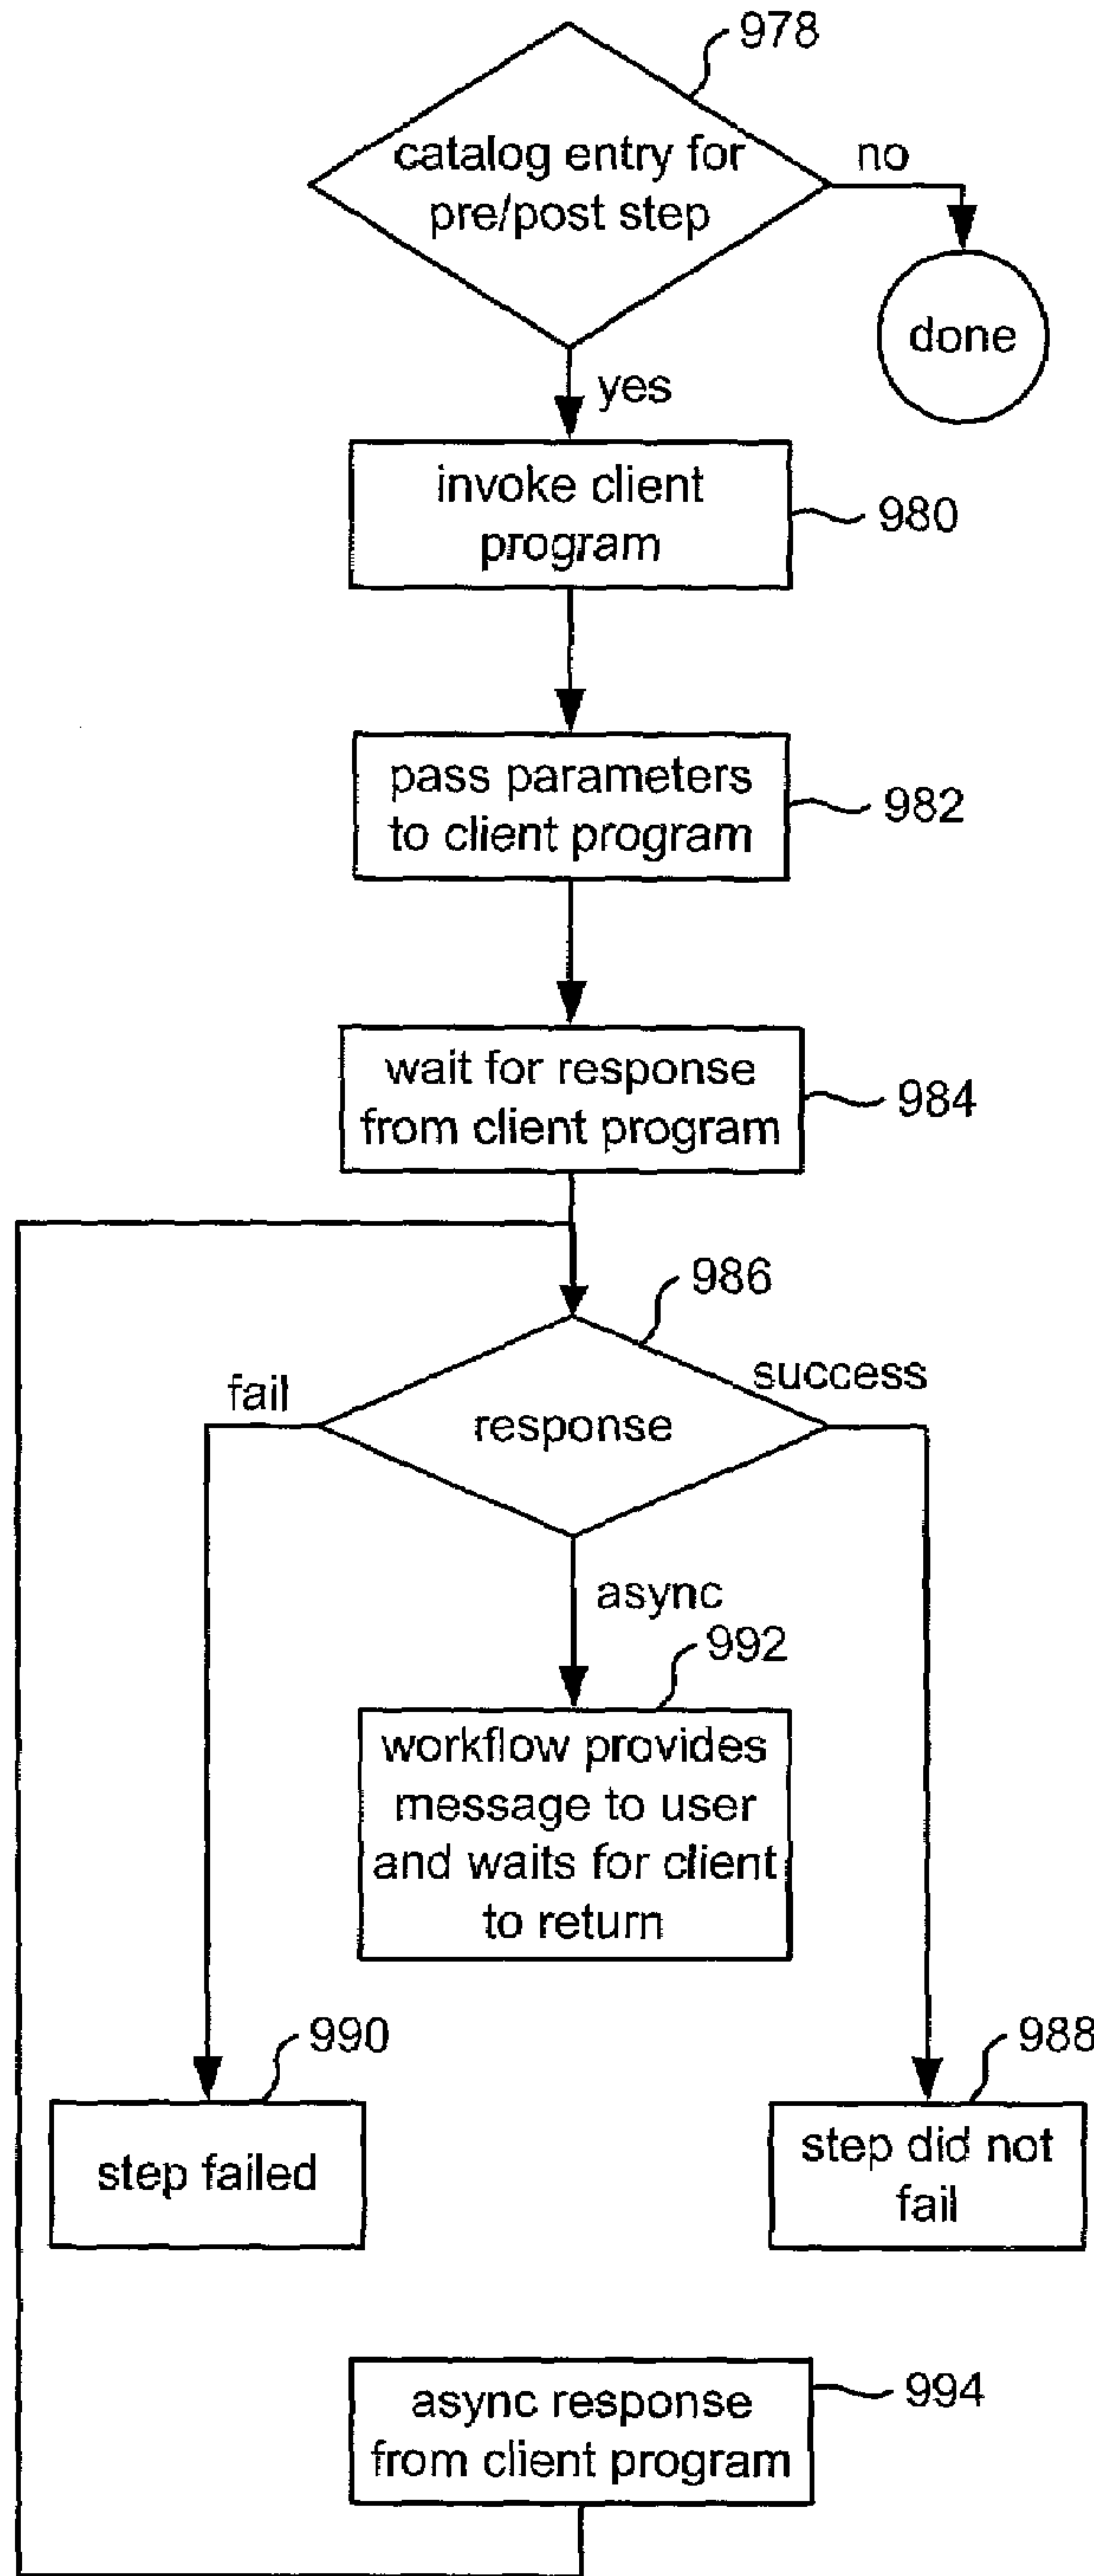 978
catalog entry for
pre/post step
no
done
yes
invoke client
program
980
pass parameters
to client program
982
wait for response
from client program
984
986
fail
response
success
async
992
workflow provides
message to user
and waits for client
to return
990
step failed
988
step did not
fail
async response
from client program
994